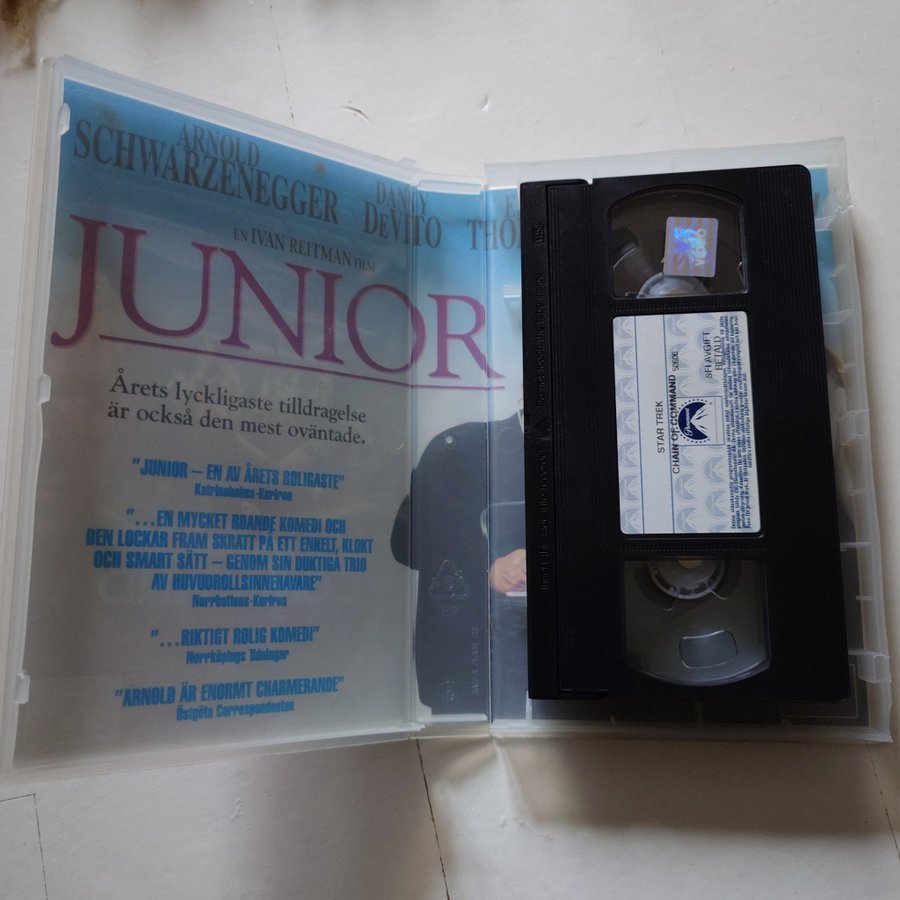 ARNOLD
SCHWARZENEGGER
DANNY
DEVITO
EN IVAN REITMAN FILM
JUNIOR
Årets lyckligaste tilldragelse
är också den mest oväntade.
"JUNIOR – EN AV ÅRETS ROLIGASTE"
Katrineholms-Kuriren
"...EN MYCKET ROANDE KOMEDI OCH
DEN LOCKAR FRAM SKRATT PÅ ETT ENKELT, KLOKT
OCH SMART SÄTT – GENOM SIN DUKTIGA TRIO
AV HUVUDROLLSINNEHAVARE"
Norrbottens-Kuriren
"...RIKTIGT ROLIG KOMEDI"
Norrköpings Tidningar
"ARNOLD ÄR ENORMT CHARMERANDE"
Östgöta Correspondenten
VHS
STAR TREK
CHAIN OF COMMAND 50606
Paramount
SFI AVGIFT
BETALD